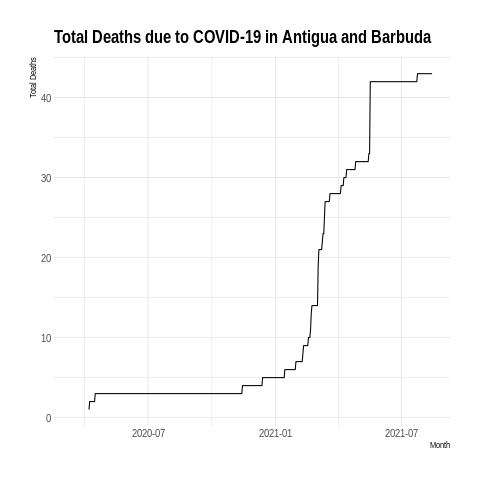 Total Deaths due to COVID-19 in Antigua and Barbuda
Total Deaths
40
30
20
10
0
2020-07
2021-01
2021-07
Month